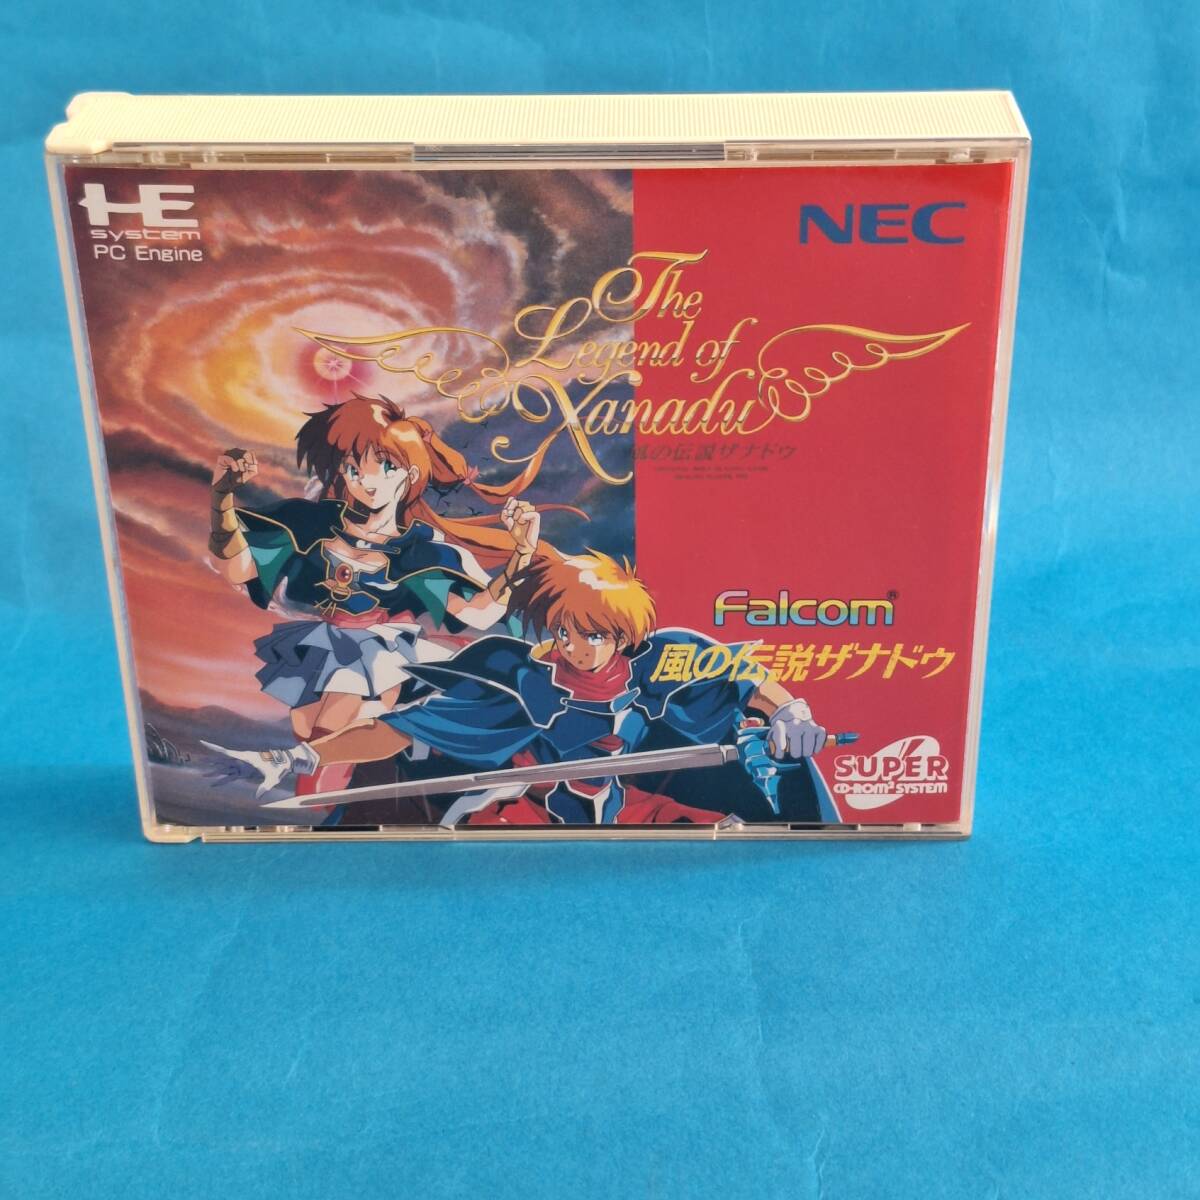 HE
system
PC Engine
NEC
The
Legend of
Xanadu
風の伝説ザナドゥ
Falcom®
風の伝説ザナドゥ
SUPER
CD-ROM² SYSTEM